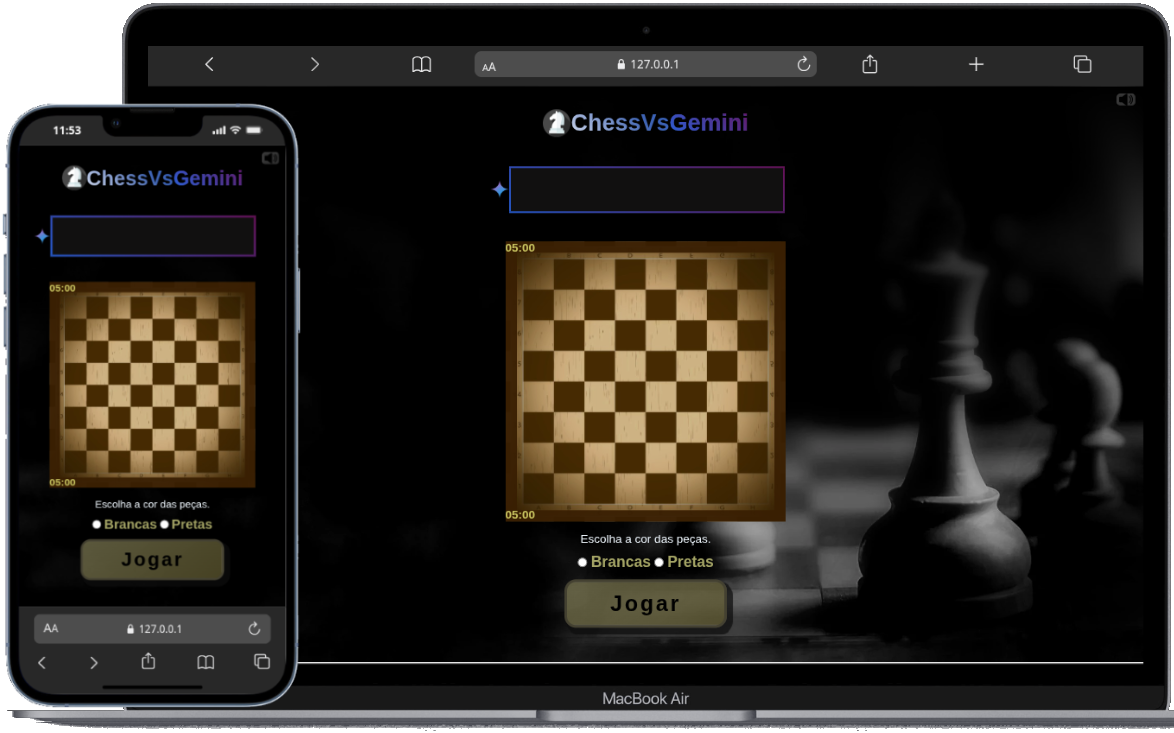 11:53
ChessVsGemini
05:00
05:00
Escolha a cor das peças.
Brancas Pretas
Jogar
AA 127.0.0.1
AA 127.0.0.1
ChessVsGemini
05:00
05:00
Escolha a cor das peças.
Brancas Pretas
Jogar
MacBook Air